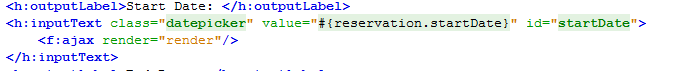 <h:outputLabel>Start Date: </h:outputLabel>
<h:inputText class="datepicker" value="#{reservation.startDate}" id="startDate">
<f:ajax render="render"/>
</h:inputText>